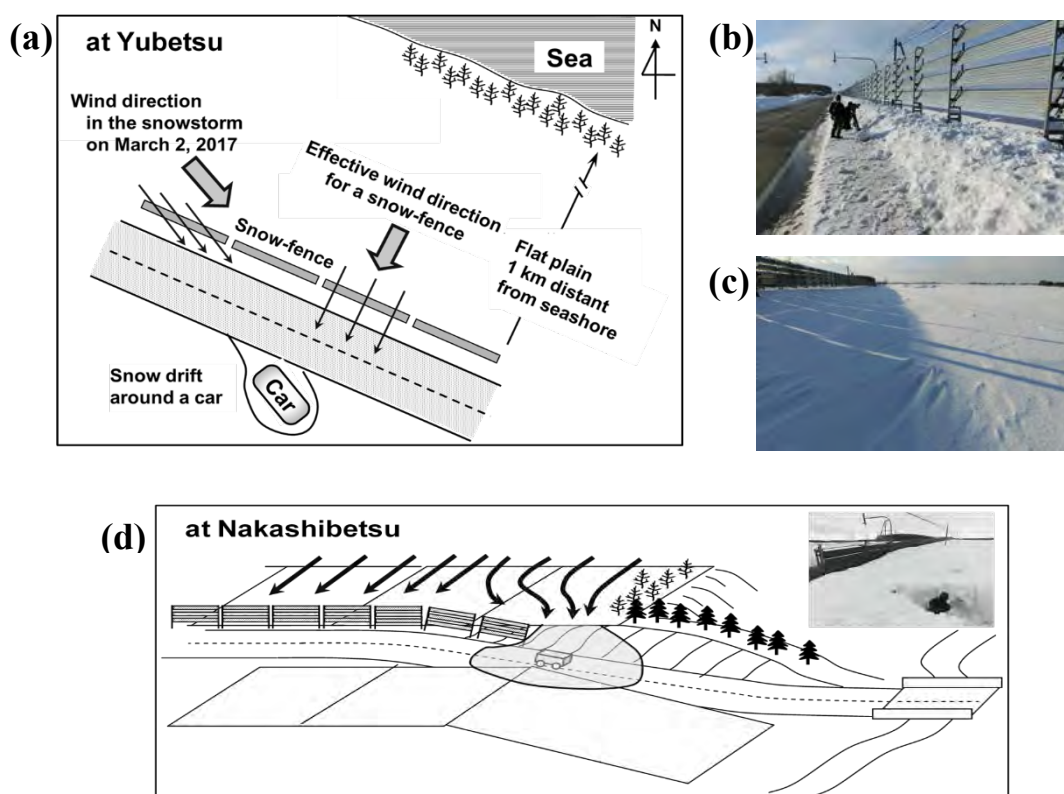 (a)
at Yubetsu
Sea
N
Wind direction
in the snowstorm
on March 2, 2017
Effective wind direction
for a snow-fence
Snow-fence
Flat plain
1 km distant
from seashore
Snow drift
around a car
Car
(b)
(c)
(d)
at Nakashibetsu